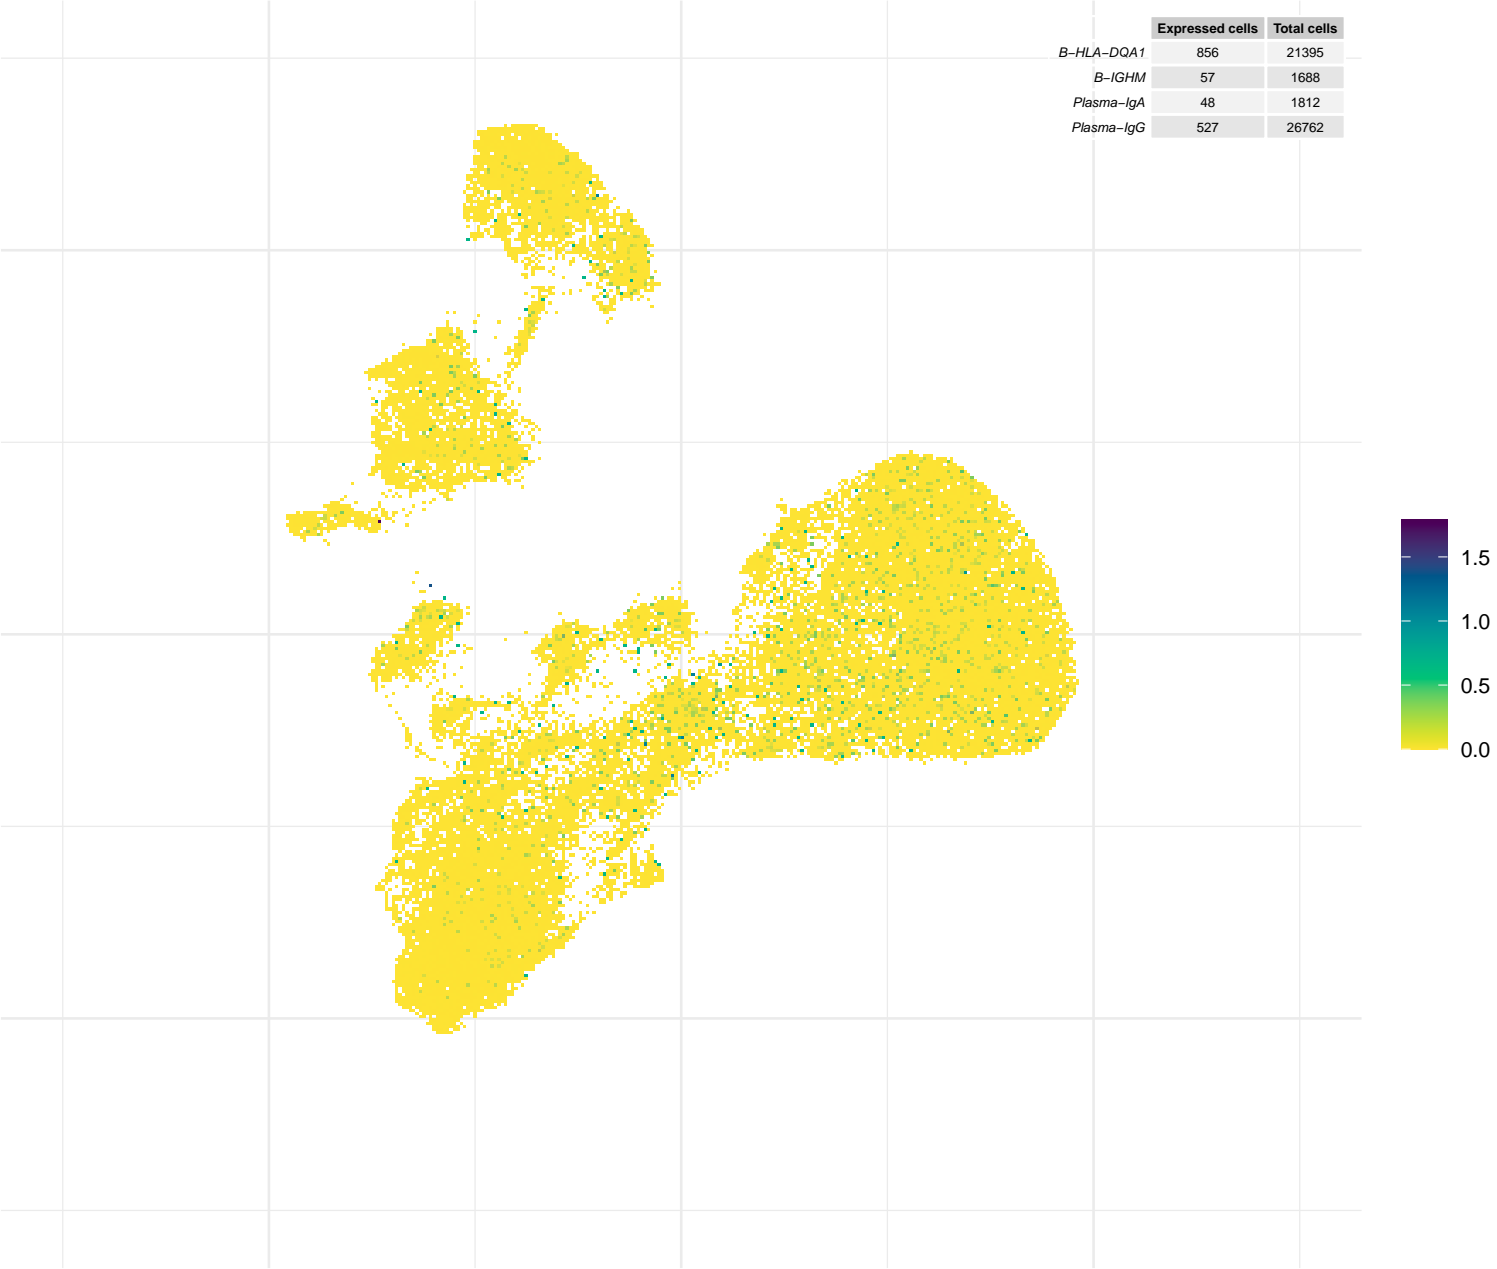 Expressed cells Total cells
B−HLA−DQA1 856 21395
B−IGHM 57 1688
Plasma−IgA 48 1812
Plasma−IgG 527 26762
1.5
1.0
0.5
0.0